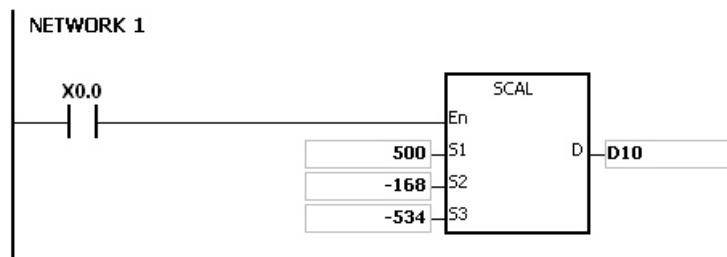 NETWORK 1
X0.0
SCAL
En
500 S1 D D10
-168 S2
-534 S3